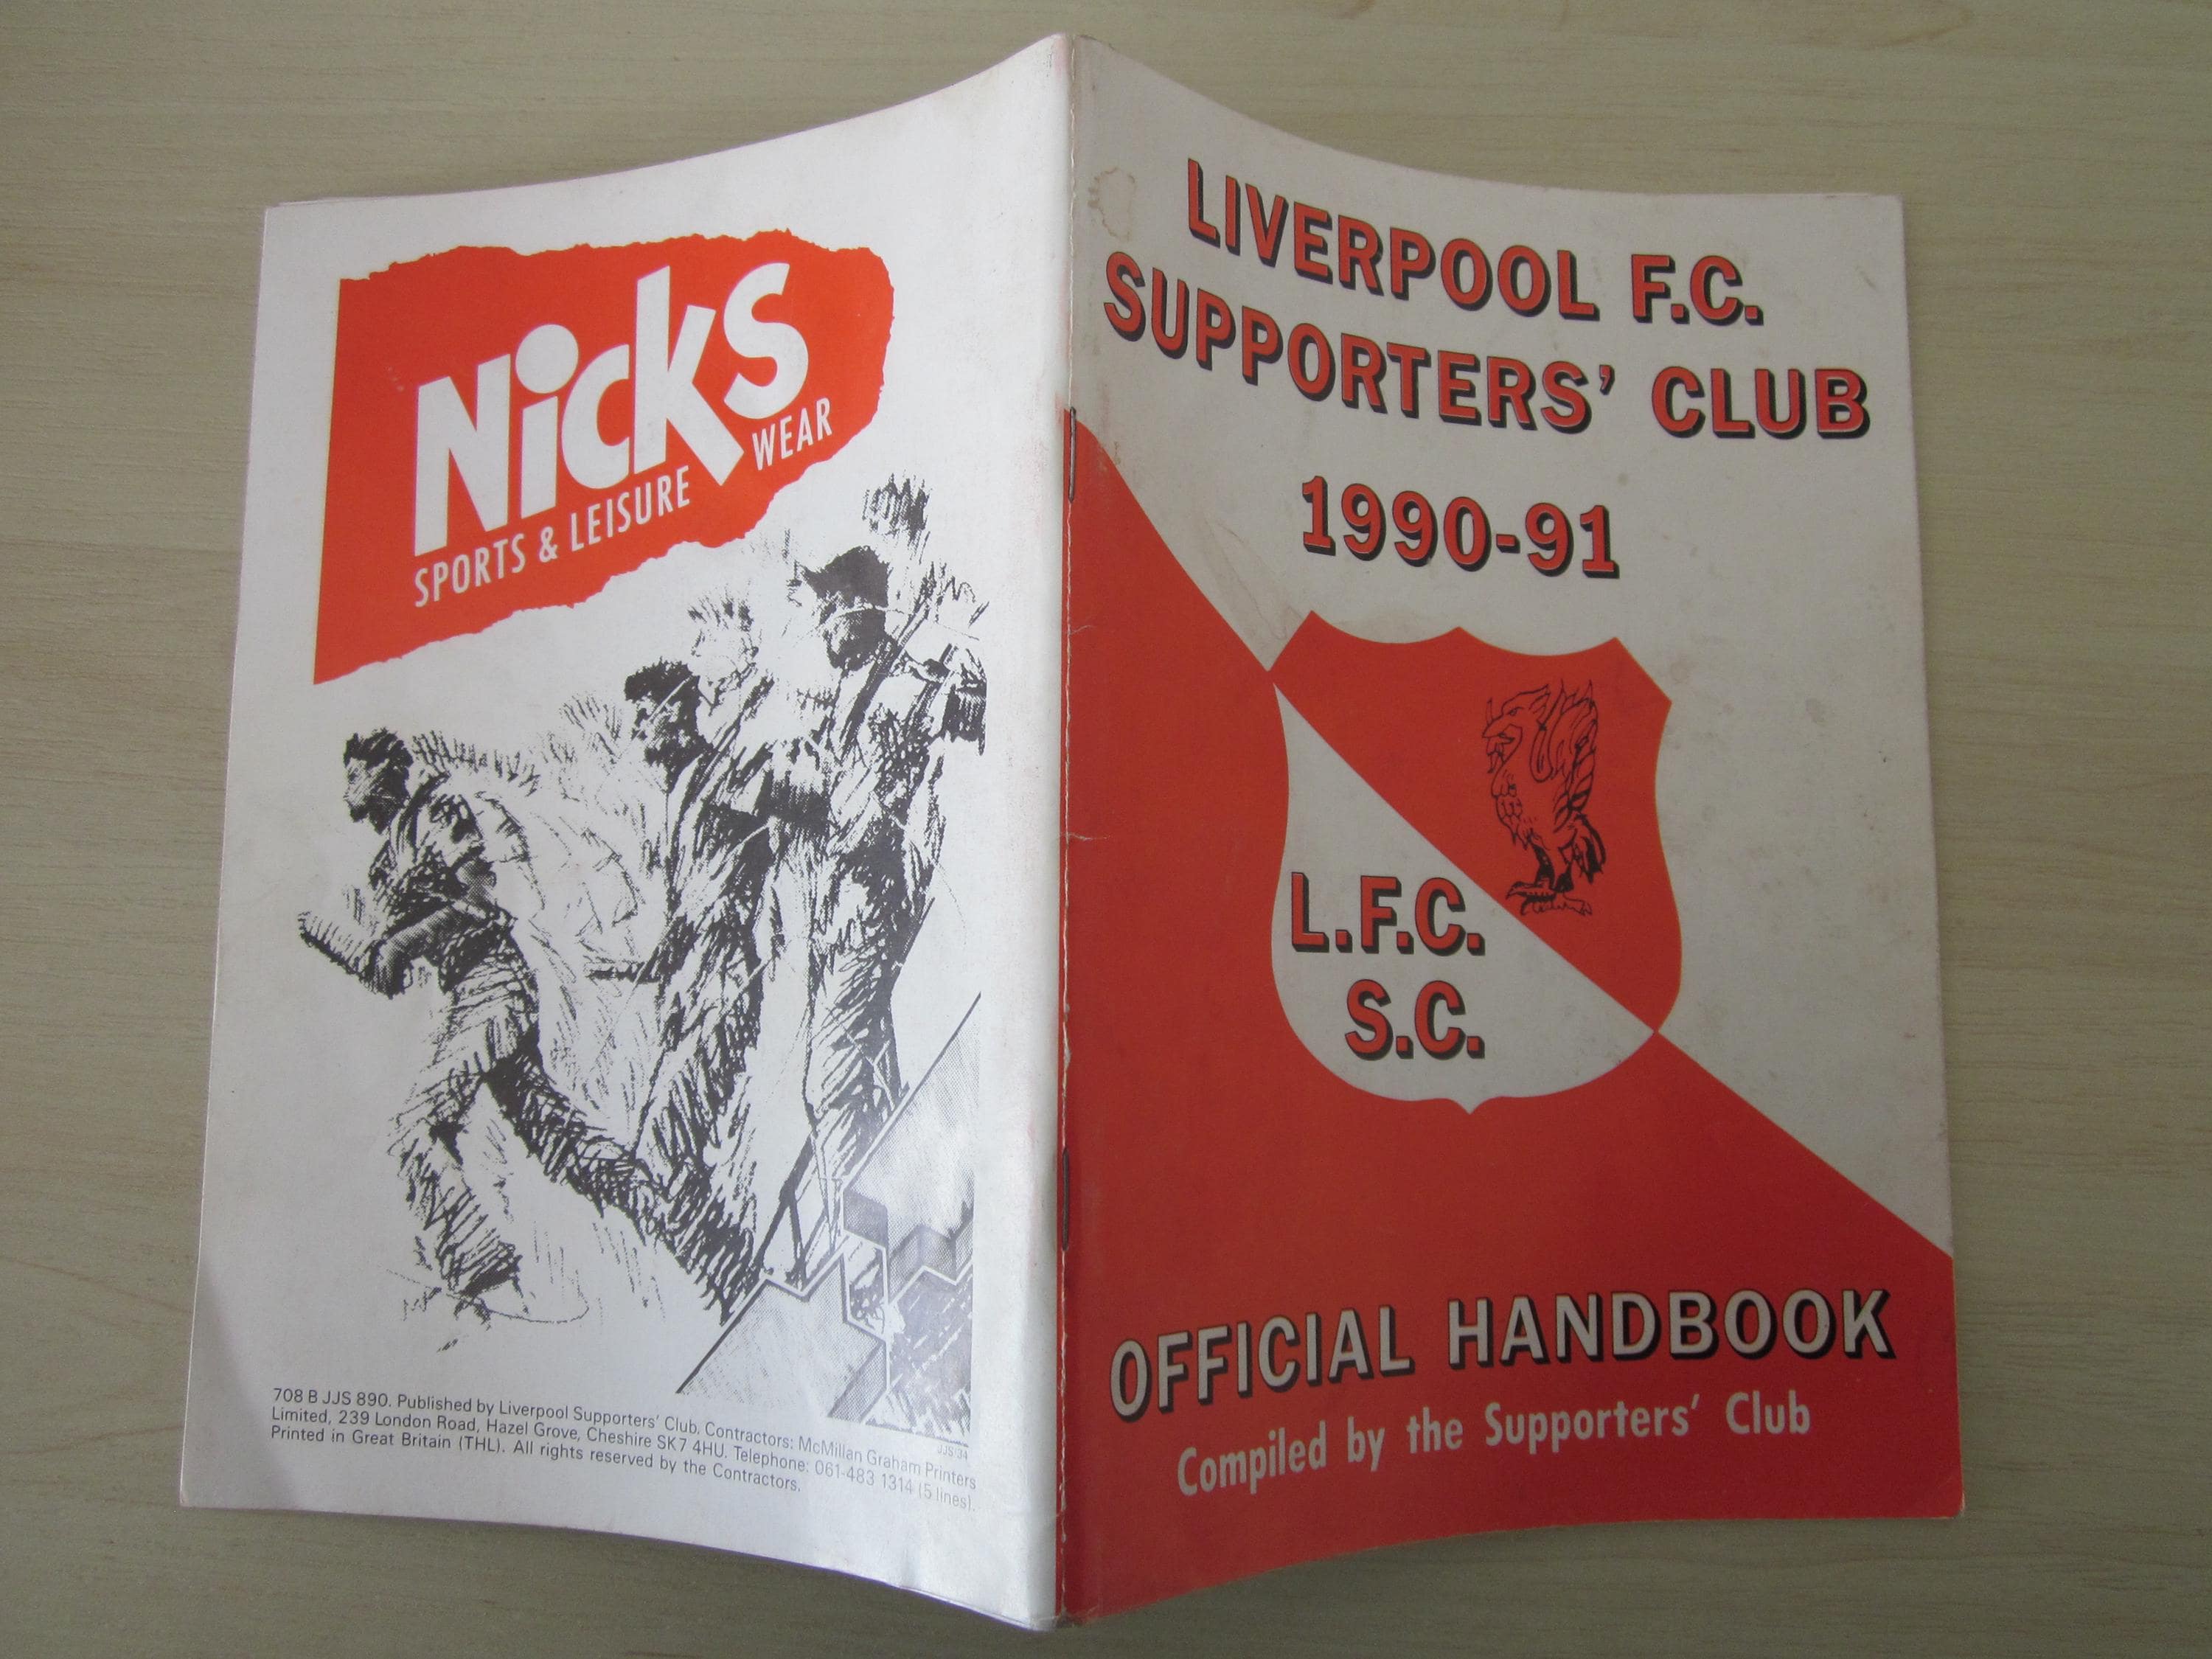 Nicks
SPORTS & LEISURE WEAR
JJS134
708 B JJS 890. Published by Liverpool Supporters' Club. Contractors: McMillan Graham Printers
Limited, 239 London Road, Hazel Grove, Cheshire SK7 4HU. Telephone: 061-483 1314 (5 lines).
Printed in Great Britain (THL). All rights reserved by the Contractors.
LIVERPOOL F.C.
SUPPORTERS' CLUB
1990-91
L.F.C.
S.C.
OFFICIAL HANDBOOK
Compiled by the Supporters' Club